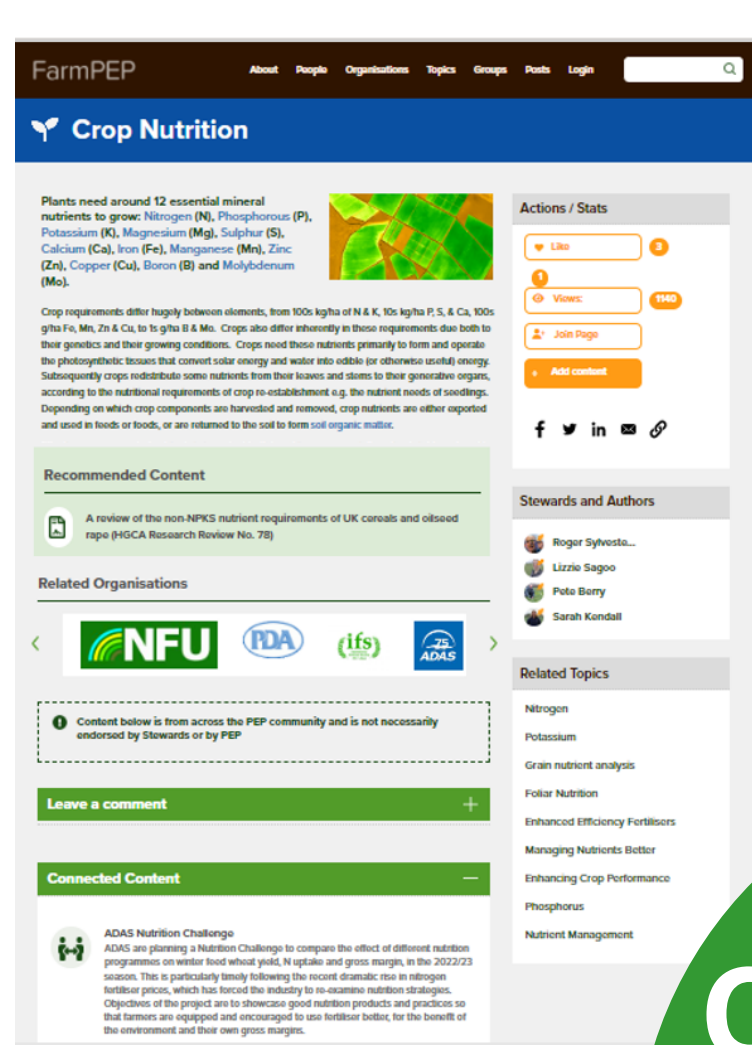 FarmPEP
About People Organisations Topics Groups Posts Login
Crop Nutrition
Plants need around 12 essential mineral
nutrients to grow: Nitrogen (N), Phosphorous (P),
Potassium (K), Magnesium (Mg), Sulphur (S),
Calcium (Ca), Iron (Fe), Manganese (Mn), Zinc
(Zn), Copper (Cu), Boron (B) and Molybdenum
(Mo).
Crop requirements differ hugely between elements, from 100s kg/ha of N & K, 10s kg/ha P, S, & Ca, 100s
g/ha Fe, Mn, Zn & Cu, to 1s g/ha B & Mo. Crops also differ inherently in these requirements due both to
their genetics and their growing conditions. Crops need these nutrients primarily to form and operate
the photosynthetic tissues that convert solar energy and water into edible (or otherwise useful) energy.
Subsequently crops redistribute some nutrients from their leaves and stems to their generative organs,
according to the nutritional requirements of crop re-establishment e.g. the nutrient needs of seedlings.
Depending on which crop components are harvested and removed, crop nutrients are either exported
and used in feeds or foods, or are returned to the soil to form soil organic matter.
Recommended Content
A review of the non-NPKS nutrient requirements of UK cereals and oilseed
rape (HGCA Research Review No. 78)
Related Organisations
NFU
PDA
(ifs)
75
ADAS
Content below is from across the PEP community and is not necessarily
endorsed by Stewards or by PEP
Leave a comment
Connected Content
ADAS Nutrition Challenge
ADAS are planning a Nutrition Challenge to compare the effect of different nutrition
programmes on winter feed wheat yield, N uptake and gross margin, in the 2022/23
season. This is particularly timely following the recent dramatic rise in nitrogen
fertiliser prices, which has forced the industry to re-examine nutrition strategies.
Objectives of the project are to showcase good nutrition products and practices so
that farmers are equipped and encouraged to use fertiliser better, for the benefit of
the environment and their own gross margins.
Actions / Stats
Like 3
1
Views: 1140
Join Page
Add content
Stewards and Authors
Roger Sylveste...
Lizzie Sagoo
Pete Berry
Sarah Kendall
Related Topics
Nitrogen
Potassium
Grain nutrient analysis
Foliar Nutrition
Enhanced Efficiency Fertilisers
Managing Nutrients Better
Enhancing Crop Performance
Phosphorus
Nutrient Management